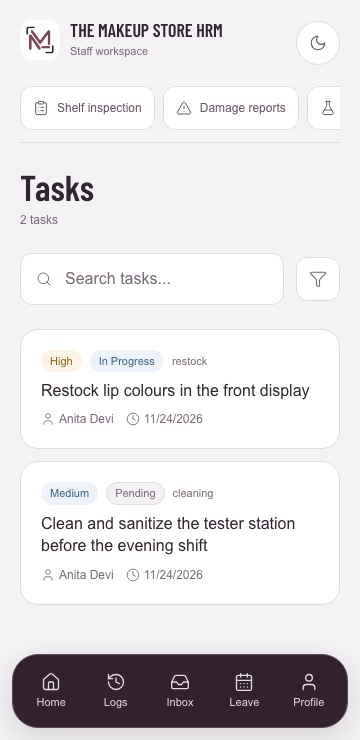 THE MAKEUP STORE HRM
Staff workspace
Shelf inspection
Damage reports
Tasks
2 tasks
Search tasks...
High
In Progress
restock
Restock lip colours in the front display
Anita Devi
11/24/2026
Medium
Pending
cleaning
Clean and sanitize the tester station
before the evening shift
Anita Devi
11/24/2026
Home
Logs
Inbox
Leave
Profile